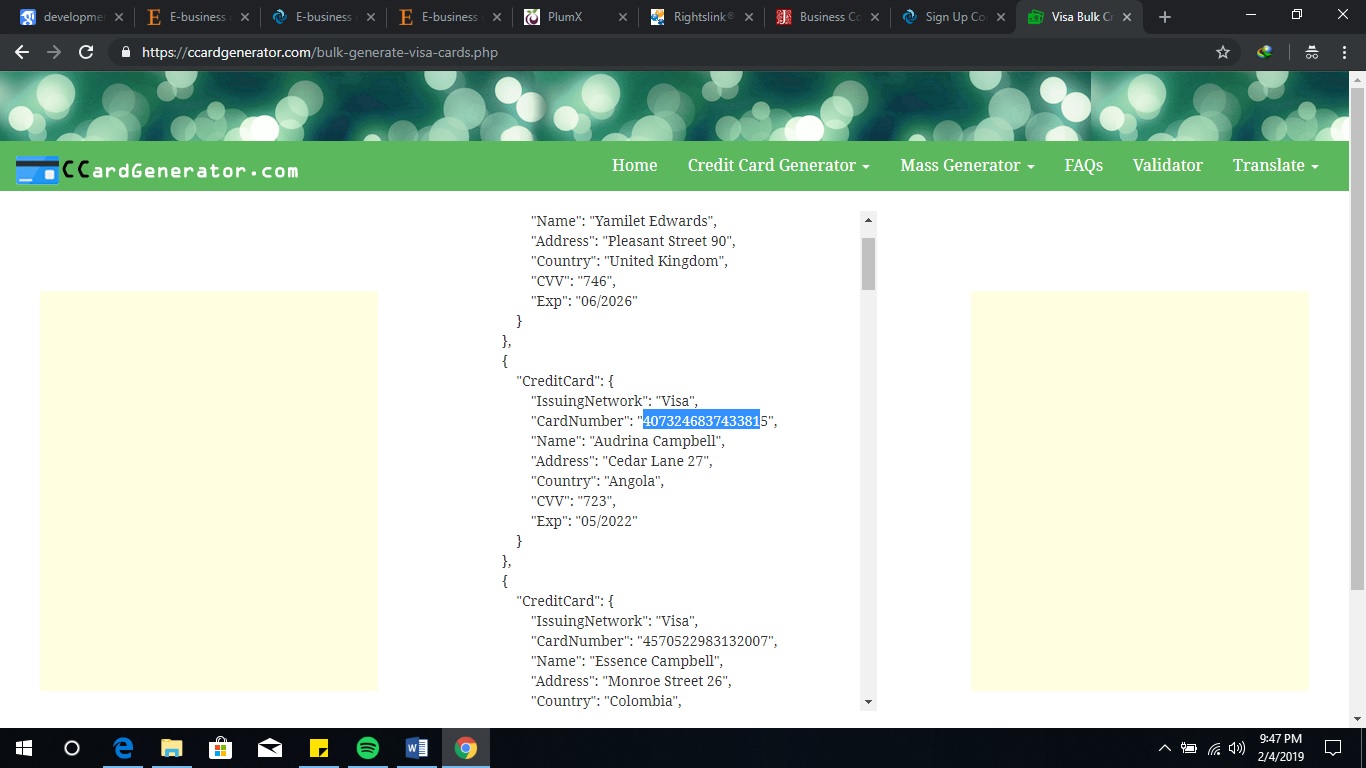 developmen
E-business
E-business
E-business
PlumX
Rightslink®
Business Co
Sign Up Co
Visa Bulk Cr
https://ccardgenerator.com/bulk-generate-visa-cards.php
CCardGenerator.com
Home
Credit Card Generator
Mass Generator
FAQs
Validator
Translate
"Name": "Yamilet Edwards",
"Address": "Pleasant Street 90",
"Country": "United Kingdom",
"CVV": "746",
"Exp": "06/2026"
}
},
{
"CreditCard": {
"IssuingNetwork": "Visa",
"CardNumber": "4073246837433815",
"Name": "Audrina Campbell",
"Address": "Cedar Lane 27",
"Country": "Angola",
"CVV": "723",
"Exp": "05/2022"
}
},
{
"CreditCard": {
"IssuingNetwork": "Visa",
"CardNumber": "4570522983132007",
"Name": "Essence Campbell",
"Address": "Monroe Street 26",
"Country": "Colombia",
9:47 PM
2/4/2019